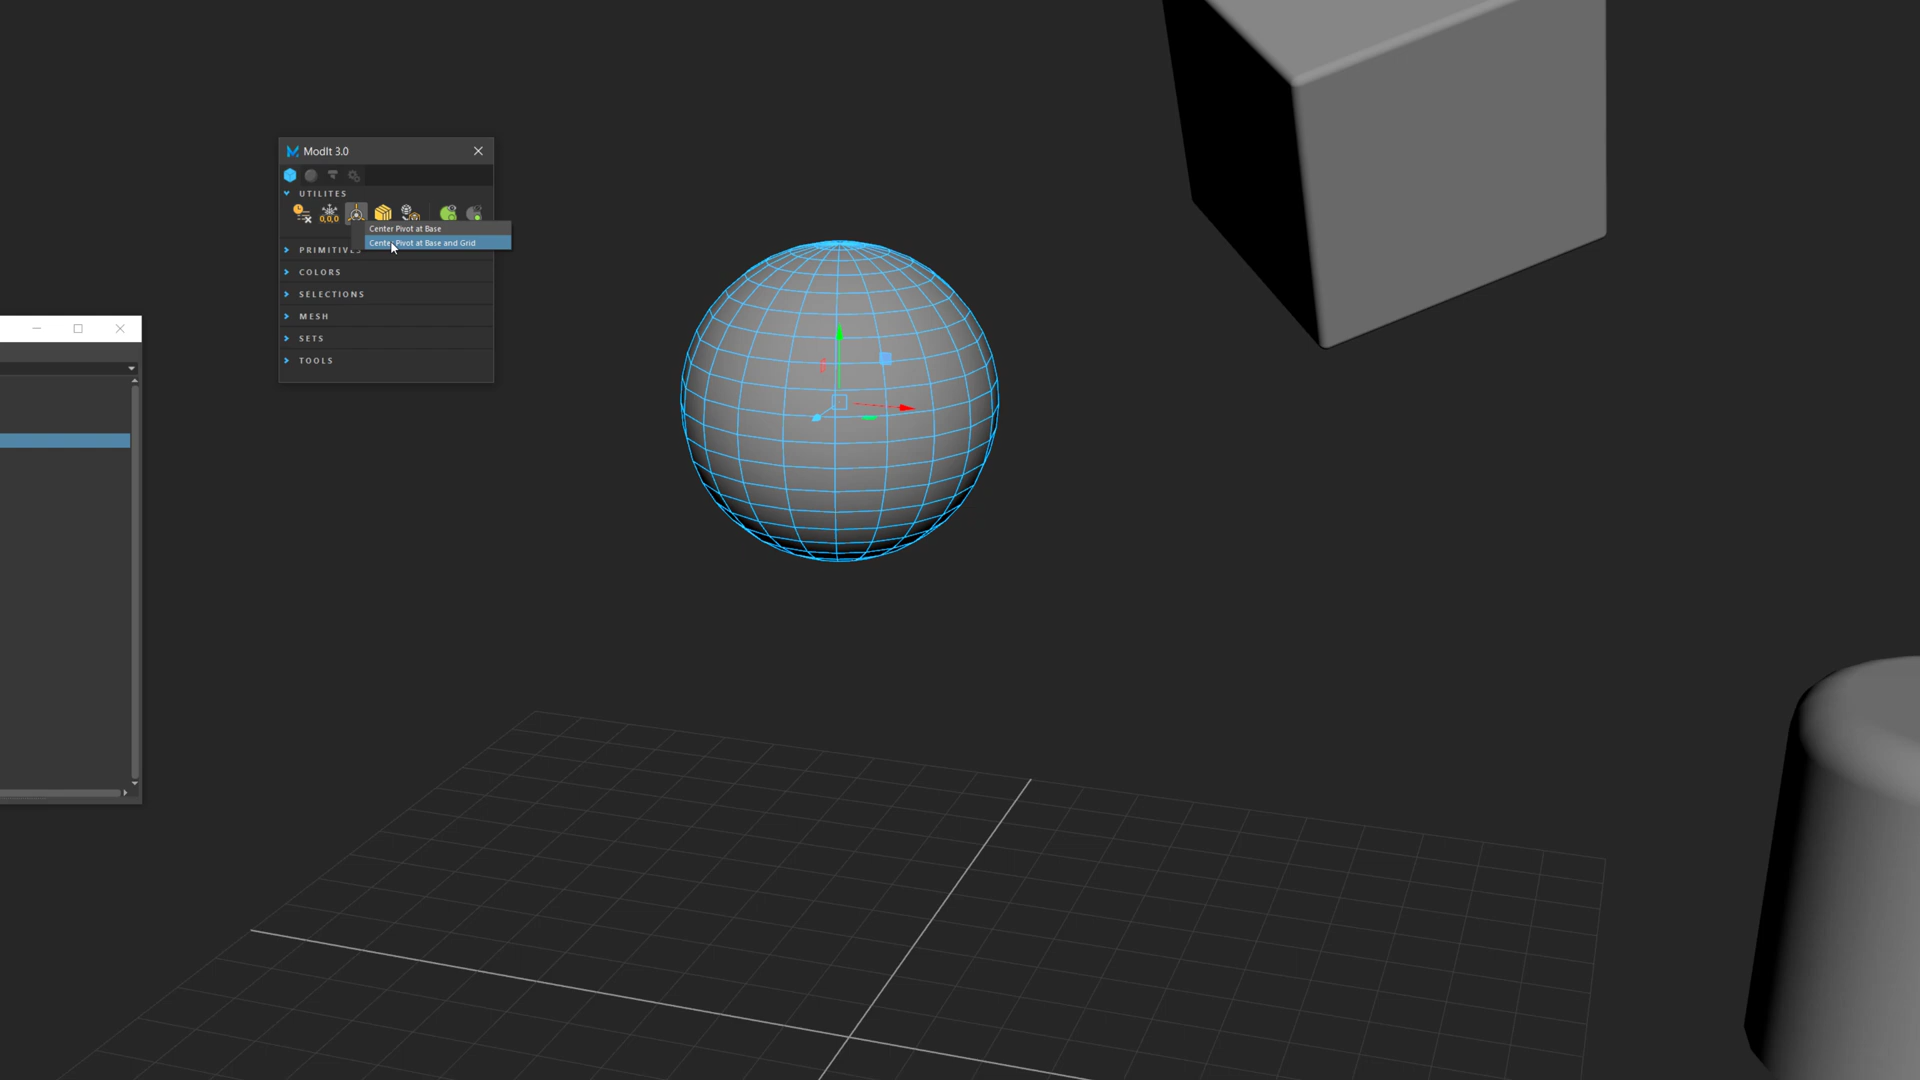 ModIt 3.0
UTILITES
0,0,0
Center Pivot at Base
Center Pivot at Base and Grid
PRIMITIVES
COLORS
SELECTIONS
MESH
SETS
TOOLS